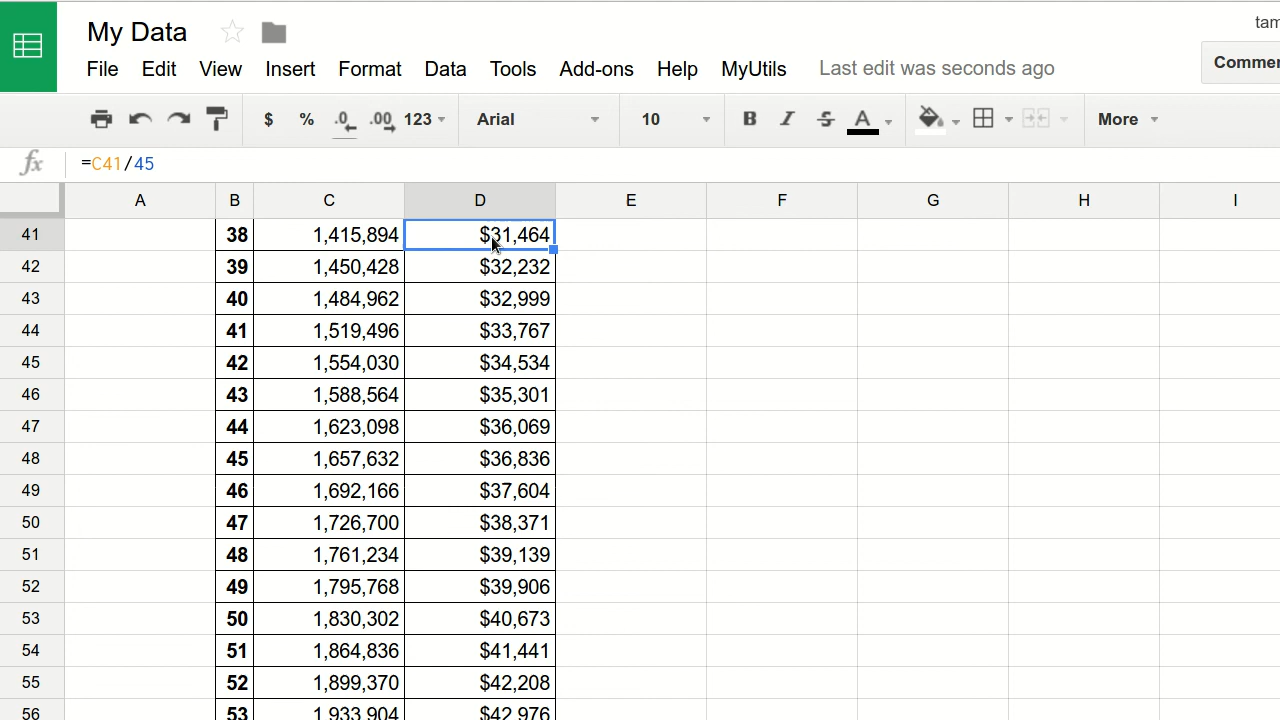 My Data tam
File Edit View Insert Format Data Tools Add-ons Help MyUtils Last edit was seconds ago Commen
$ % .0 .00 123 Arial 10 B I S A More
fx =C41/45
A B C D E F G H I
41 38 1,415,894 $31,464
42 39 1,450,428 $32,232
43 40 1,484,962 $32,999
44 41 1,519,496 $33,767
45 42 1,554,030 $34,534
46 43 1,588,564 $35,301
47 44 1,623,098 $36,069
48 45 1,657,632 $36,836
49 46 1,692,166 $37,604
50 47 1,726,700 $38,371
51 48 1,761,234 $39,139
52 49 1,795,768 $39,906
53 50 1,830,302 $40,673
54 51 1,864,836 $41,441
55 52 1,899,370 $42,208
56 53 1,933,904 $42,976